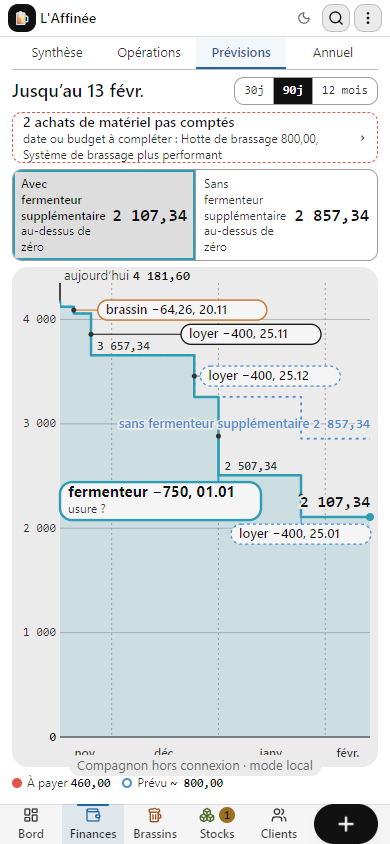 L'Affinée
Synthèse Opérations Prévisions Annuel
Jusqu'au 13 févr. 30j 90j 12 mois
2 achats de matériel pas comptés
date ou budget à compléter : Hotte de brassage 800,00,
Système de brassage plus performant
Avec fermenteur supplémentaire au-dessus de zéro 2 107,34
Sans fermenteur supplémentaire au-dessus de zéro 2 857,34
aujourd'hui 4 181,60
brassin −64,26, 20.11
4 000
loyer −400, 25.11
3 657,34
loyer −400, 25.12
3 000
sans fermenteur supplémentaire 2 857,34
2 507,34
fermenteur −750, 01.01
usure ?
2 107,34
2 000
loyer −400, 25.01
1 000
0
nov. déc. janv. févr.
Compagnon hors connexion · mode local
À payer 460,00 Prévu ~ 800,00
1
Bord Finances Brassins Stocks Clients